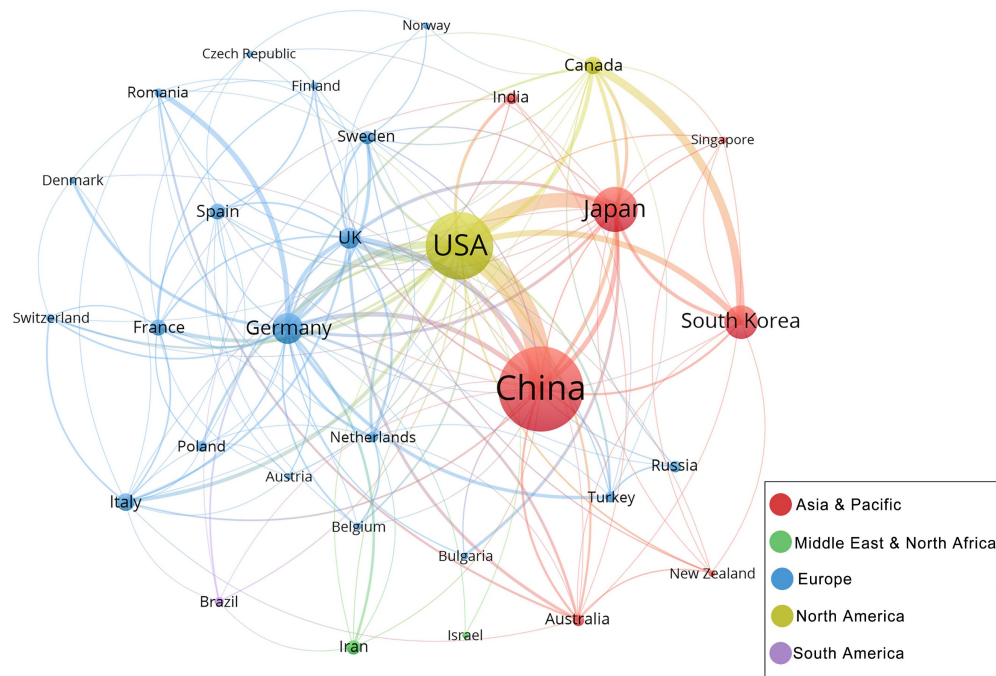 Norway
Czech Republic
Canada
Finland
Romania
India
Sweden
Singapore
Denmark
Japan
Spain
UK
USA
Switzerland
France
Germany
South Korea
China
Netherlands
Poland
Russia
Austria
Turkey
Italy
Belgium
Bulgaria
New Zealand
Brazil
Australia
Israel
Iran
Asia & Pacific
Middle East & North Africa
Europe
North America
South America